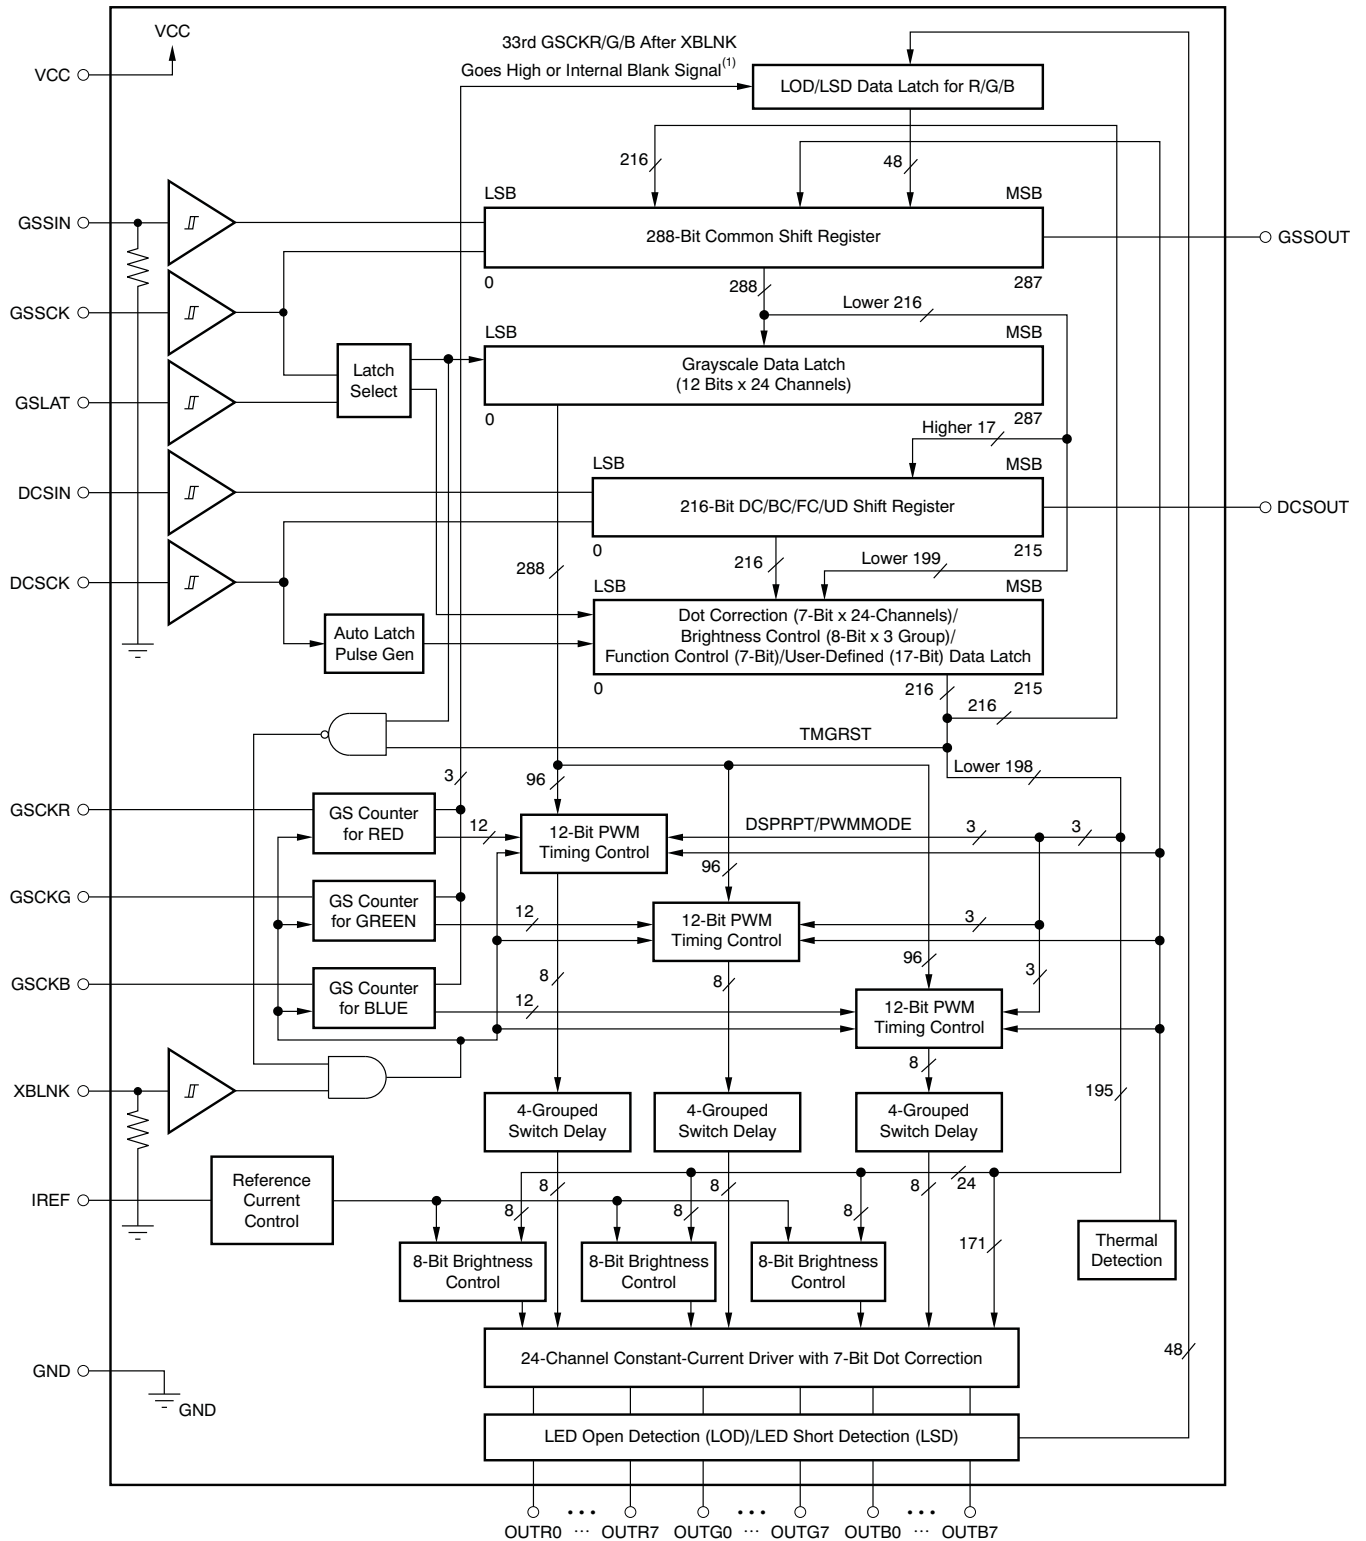 VCC
VCC
33rd GSCKR/G/B After XBLNK
Goes High or Internal Blank Signal(1)
LOD/LSD Data Latch for R/G/B
216
48
LSB
MSB
GSSIN
288-Bit Common Shift Register
GSSOUT
0
287
288
Lower 216
GSSCK
LSB
MSB
Latch
Select
Grayscale Data Latch
(12 Bits x 24 Channels)
GSLAT
0
287
Higher 17
LSB
MSB
DCSIN
216-Bit DC/BC/FC/UD Shift Register
DCSOUT
0
215
288
216
Lower 199
DCSCK
LSB
MSB
Auto Latch
Pulse Gen
Dot Correction (7-Bit x 24-Channels)/
Brightness Control (8-Bit x 3 Group)/
Function Control (7-Bit)/User-Defined (17-Bit) Data Latch
0
216
215
216
TMGRST
Lower 198
3
96
GSCKR
GS Counter
for RED
12
12-Bit PWM
Timing Control
DSPRPT/PWMMODE
3
3
96
GSCKG
GS Counter
for GREEN
12
12-Bit PWM
Timing Control
3
96
3
8
8
GSCKB
GS Counter
for BLUE
12
12-Bit PWM
Timing Control
8
XBLNK
195
4-Grouped
Switch Delay
4-Grouped
Switch Delay
4-Grouped
Switch Delay
24
IREF
Reference
Current
Control
8
8
8
8
8
8
171
8-Bit Brightness
Control
8-Bit Brightness
Control
8-Bit Brightness
Control
Thermal
Detection
GND
GND
24-Channel Constant-Current Driver with 7-Bit Dot Correction
48
LED Open Detection (LOD)/LED Short Detection (LSD)
OUTR0 ... OUTR7 OUTG0 ... OUTG7 OUTB0 ... OUTB7